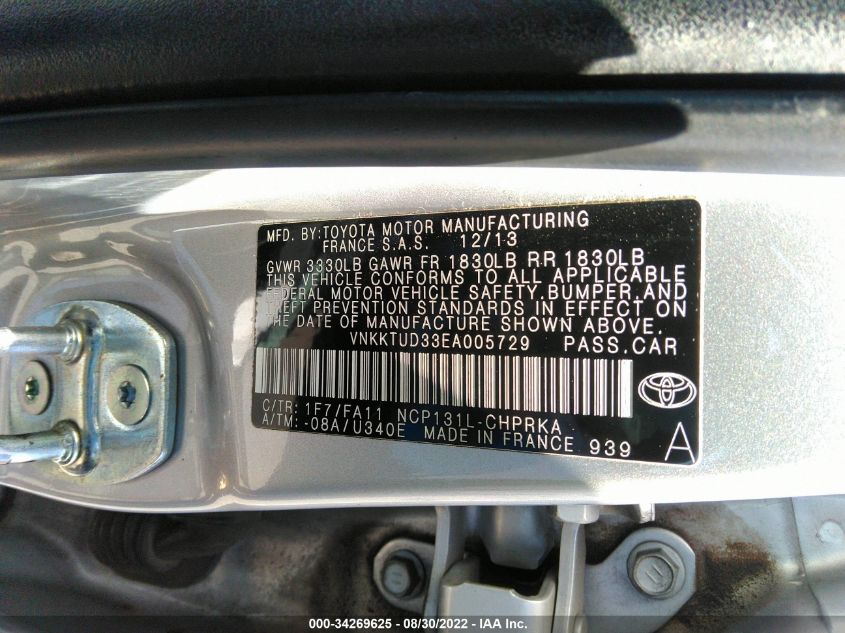 MFD. BY:TOYOTA MOTOR MANUFACTURING
FRANCE S.A.S. 12/13
GVWR 3330LB GAWR FR 1830LB RR 1830LB
THIS VEHICLE CONFORMS TO ALL APPLICABLE
FEDERAL MOTOR VEHICLE SAFETY,BUMPER,AND
THEFT PREVENTION STANDARDS IN EFFECT ON
THE DATE OF MANUFACTURE SHOWN ABOVE.
VNKKTUD33EA005729 PASS.CAR
C/TR: 1F7/FA11 NCP131L-CHPRKA
A/TM: -08A/U340E MADE IN FRANCE 939
A
000-34269625 - 08/30/2022 - IAA Inc.